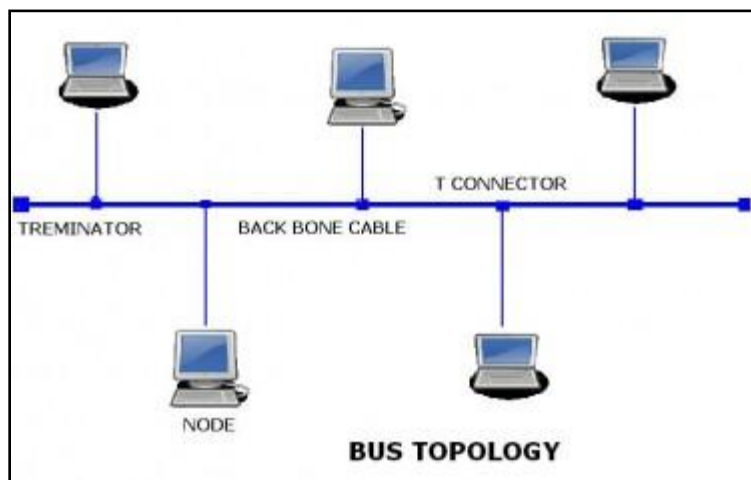 T CONNECTOR
TREMINATOR
BACK BONE CABLE
NODE
BUS TOPOLOGY